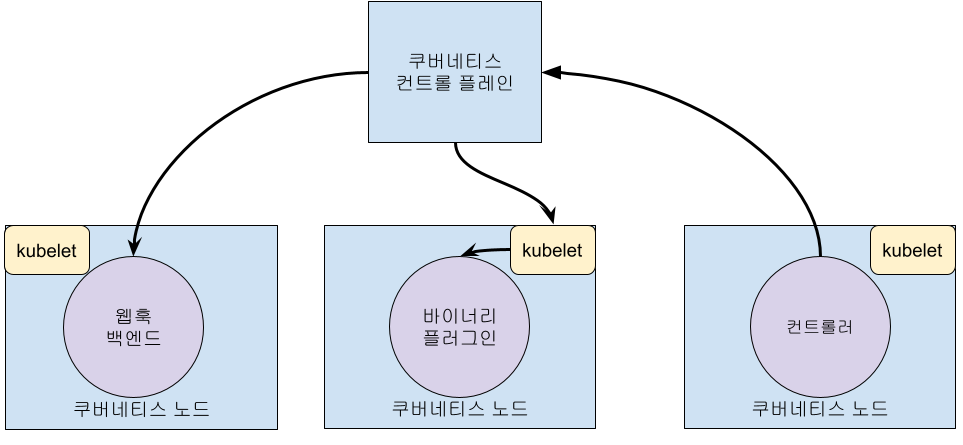 쿠버네티스
컨트롤 플레인
kubelet
웹훅
백엔드
쿠버네티스 노드
kubelet
바이너리
플러그인
쿠버네티스 노드
kubelet
컨트롤러
쿠버네티스 노드